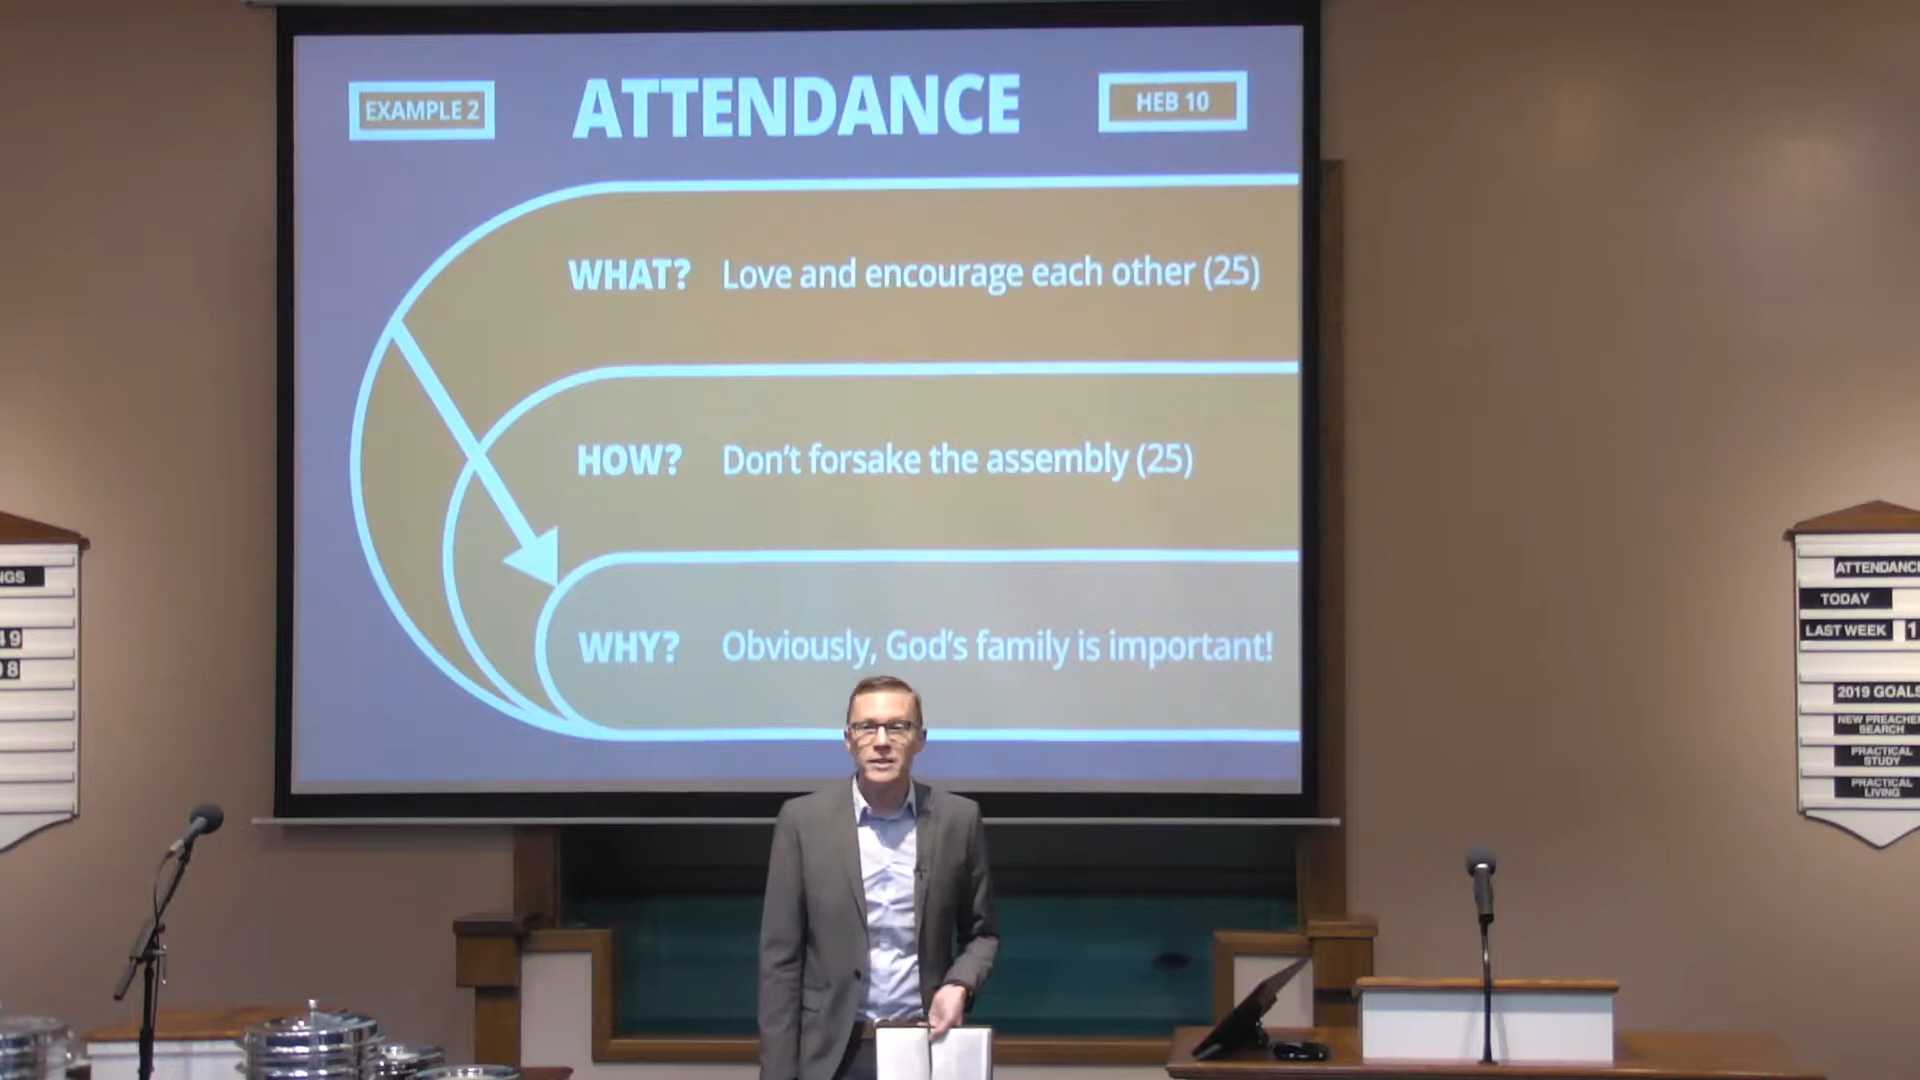 EXAMPLE 2
ATTENDANCE
HEB 10
WHAT? Love and encourage each other (25)
HOW? Don't forsake the assembly (25)
WHY? Obviously, God's family is important!
ATTENDANCE
TODAY
LAST WEEK 1
2019 GOALS
NEW PREACHER
SEARCH
PRACTICAL
STUDY
PRACTICAL
LIVING